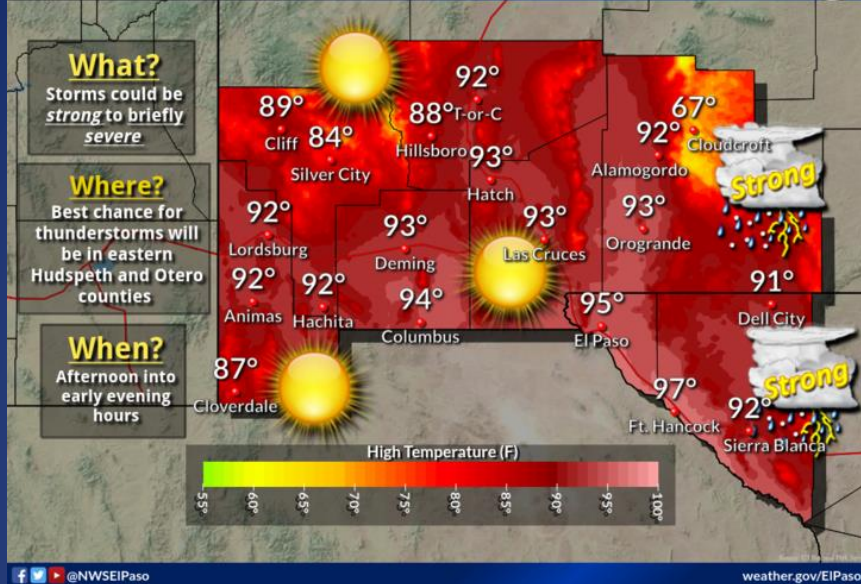 What?
Storms could be
strong to briefly
severe
Where?
Best chance for
thunderstorms will
be in eastern
Hudspeth and Otero
counties
When?
Afternoon into
early evening
hours
89°
Cliff
84°
Silver City
88°
Hillsboro
92°
T-or-C
93°
Hatch
67°
Cloudcroft
92°
Alamogordo
Strong
92°
Lordsburg
93°
Deming
93°
Las Cruces
93°
Orogrande
92°
Animas
92°
Hachita
94°
Columbus
95°
El Paso
91°
Dell City
87°
Cloverdale
97°
Ft. Hancock
92°
Sierra Blanca
Strong
High Temperature (F)
55° 60° 65° 70° 75° 80° 85° 90° 95° 100°
@NWSElPaso
weather.gov/ElPaso